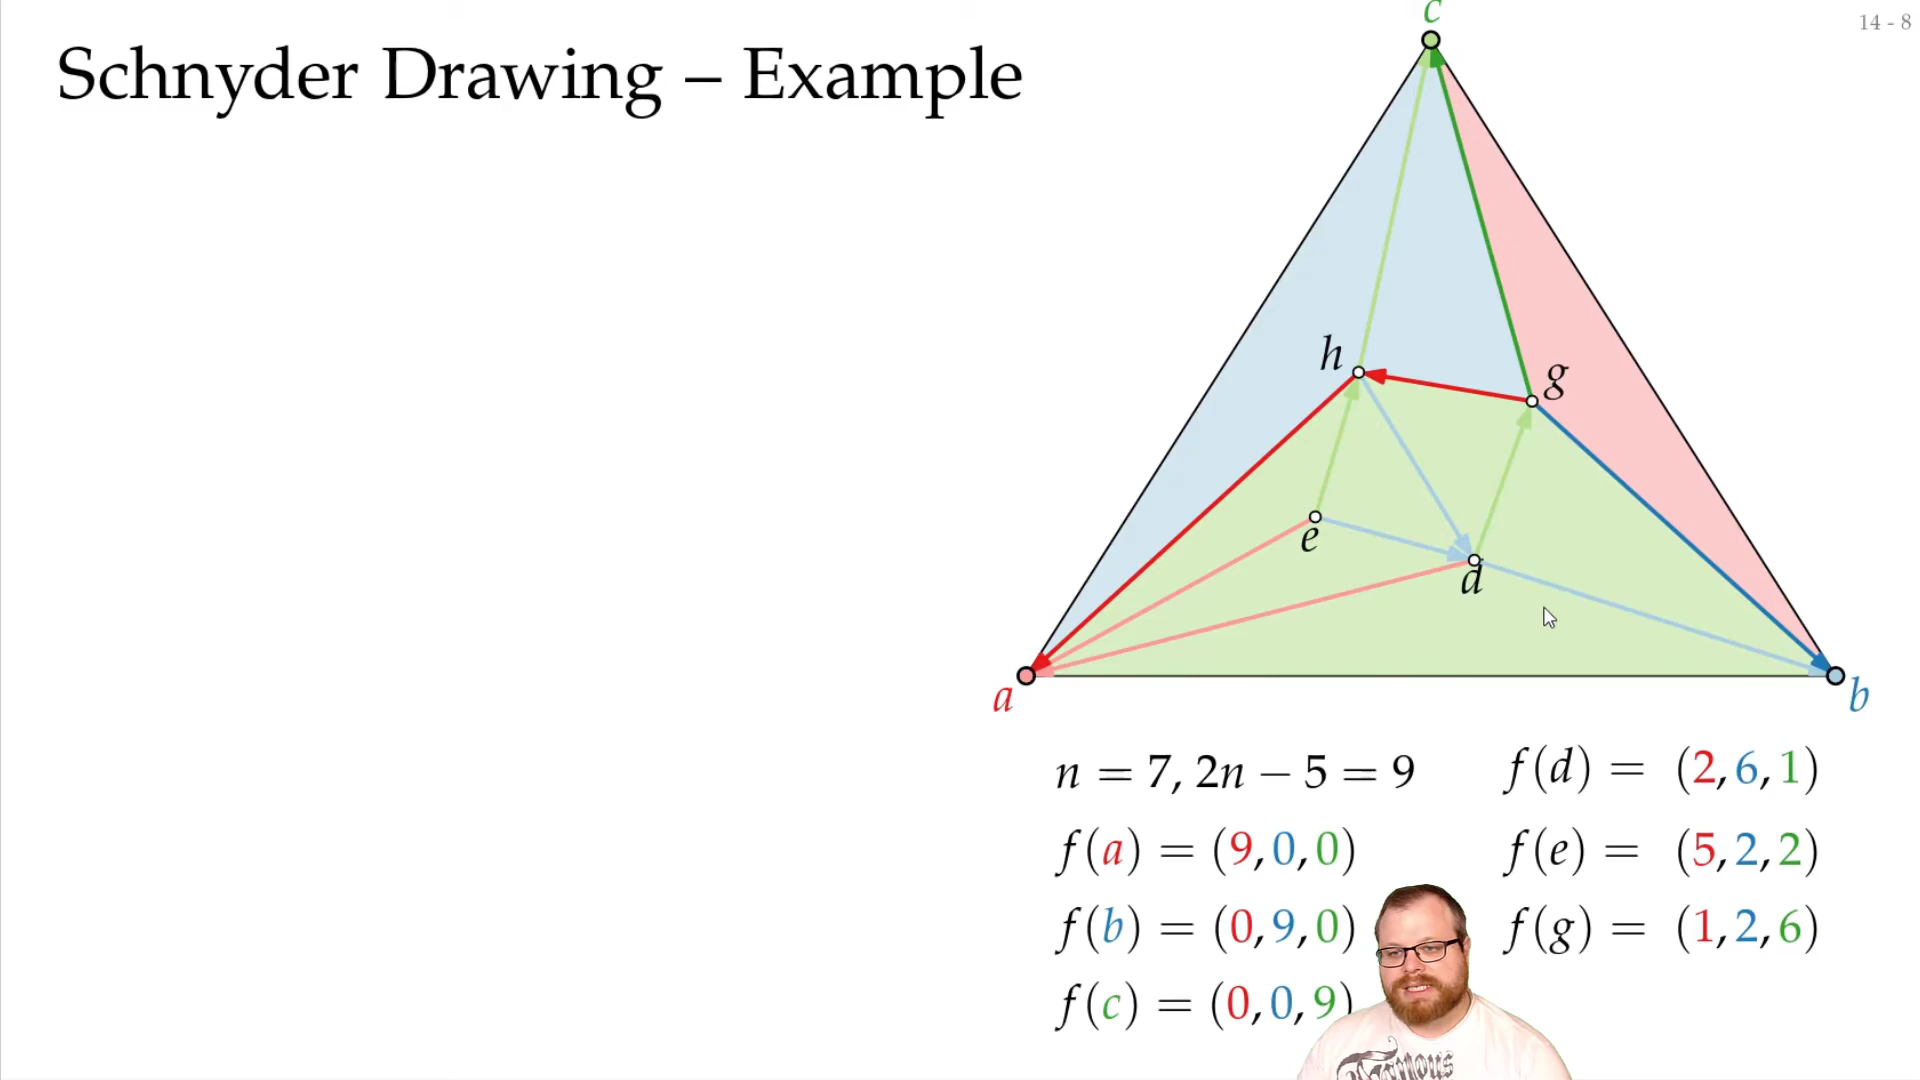 14 - 8
Schnyder Drawing – Example
c
h
g
e
d
a
b
n = 7, 2n − 5 = 9
f(a) = (9, 0, 0)
f(b) = (0, 9, 0)
f(c) = (0, 0, 9)
f(d) = (2, 6, 1)
f(e) = (5, 2, 2)
f(g) = (1, 2, 6)